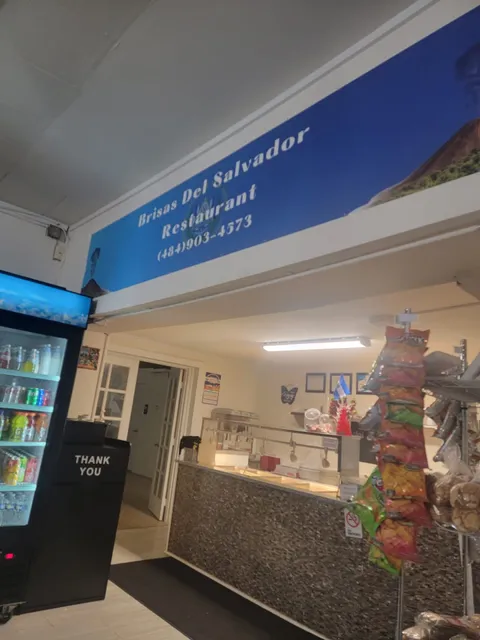 Brisas Del Salvador
Restaurant
(484)903-4573
THANK
YOU